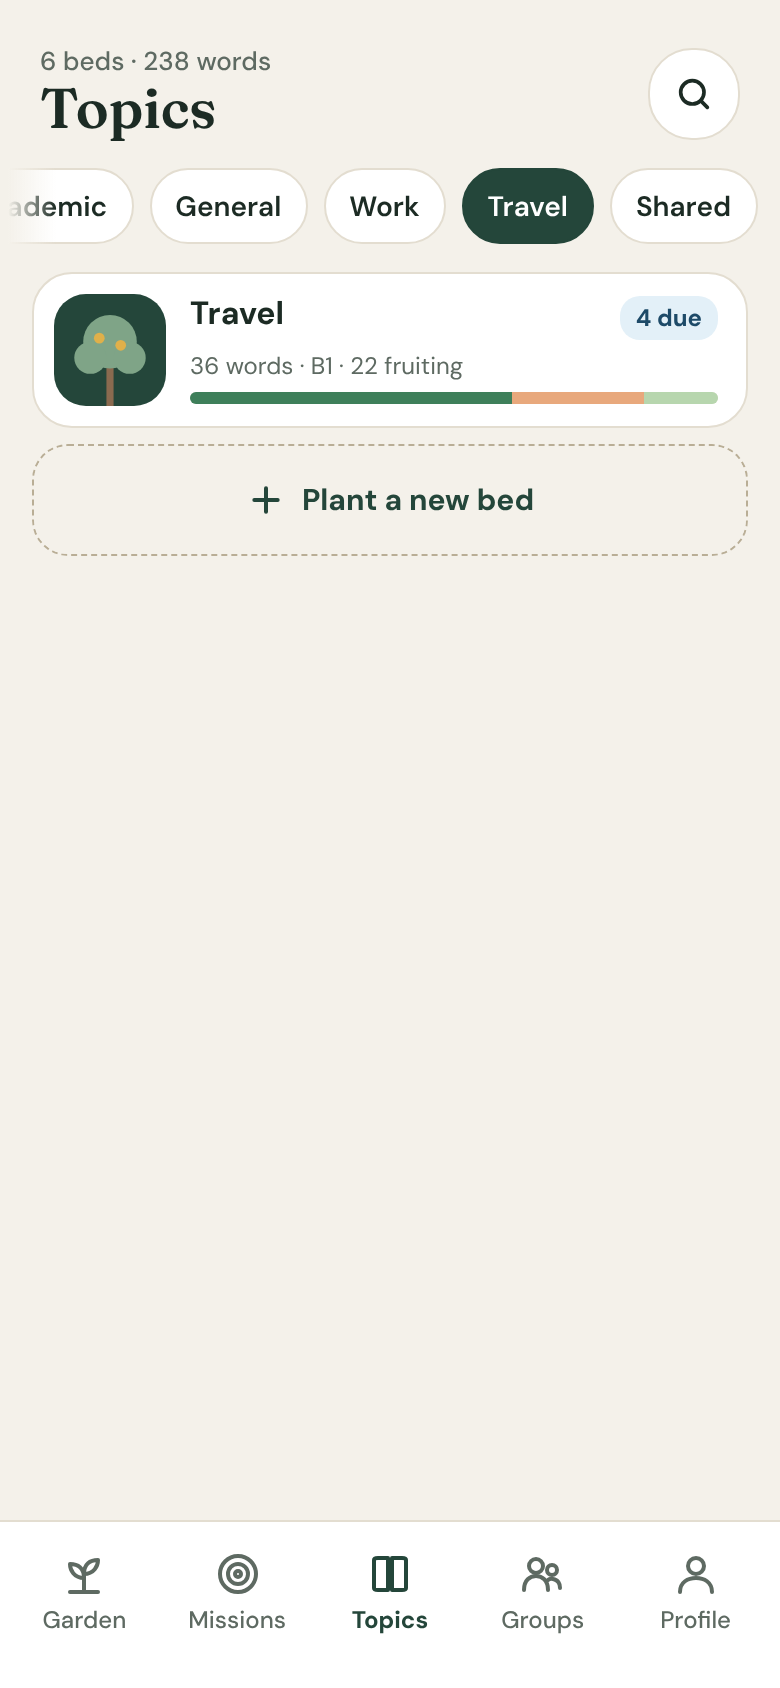 6 beds · 238 words
Topics
ademic
General
Work
Travel
Shared
Travel
4 due
36 words · B1 · 22 fruiting
Plant a new bed
Garden
Missions
Topics
Groups
Profile